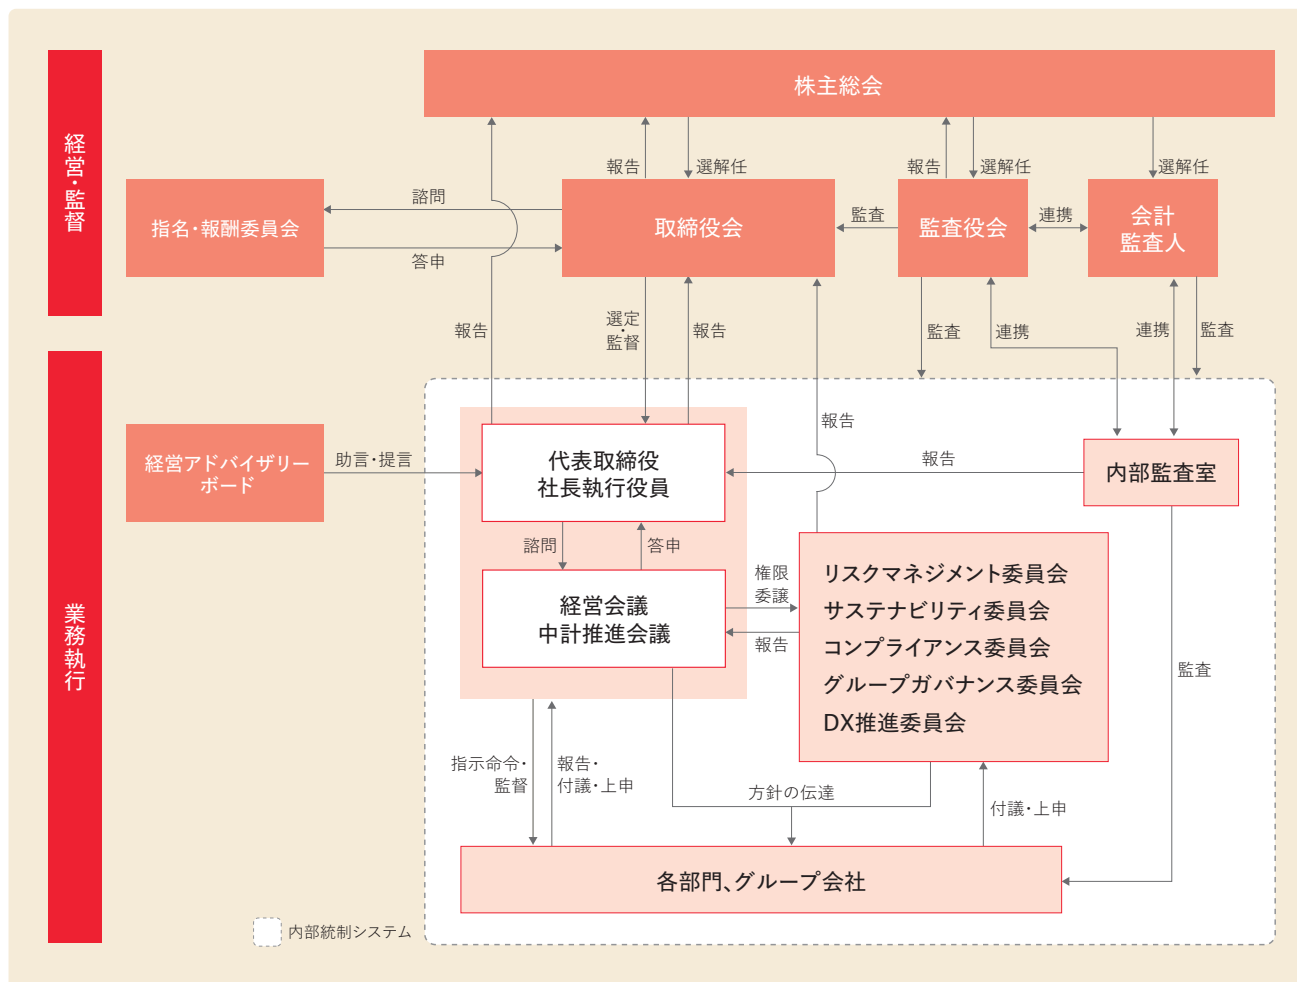 経営・監督
株主総会
報告
選解任
報告
選解任
選解任
指名・報酬委員会
諮問
答申
取締役会
監査
監査役会
連携
会計
監査人
報告
選定
・
監督
報告
監査
連携
連携
監査
業務執行
経営アドバイザリー
ボード
助言・提言
代表取締役
社長執行役員
報告
報告
内部監査室
諮問
答申
経営会議
中計推進会議
権限
委譲
報告
リスクマネジメント委員会
サステナビリティ委員会
コンプライアンス委員会
グループガバナンス委員会
DX推進委員会
監査
指示命令・
監督
報告・
付議・上申
方針の伝達
付議・上申
各部門、グループ会社
内部統制システム